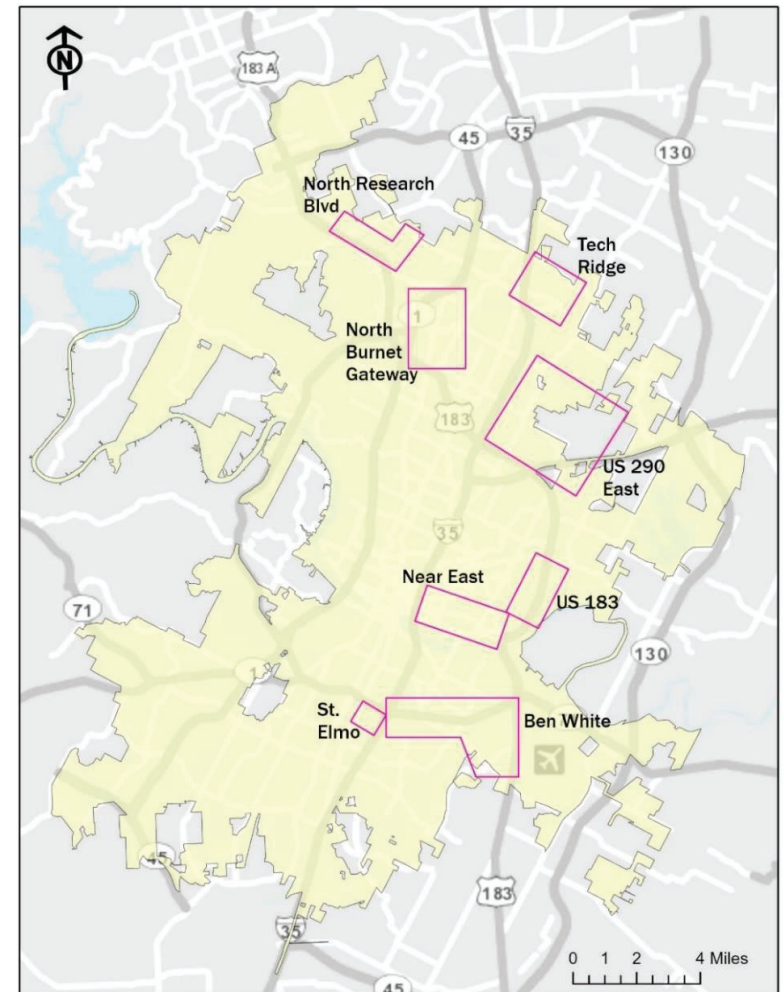 N
183 A
45
35
130
North Research
Blvd
Tech
Ridge
1
North
Burnet
Gateway
183
US 290
East
35
Near East
US 183
71
130
1
St.
Elmo
Ben White
45
183
35
45
0 1 2 4 Miles